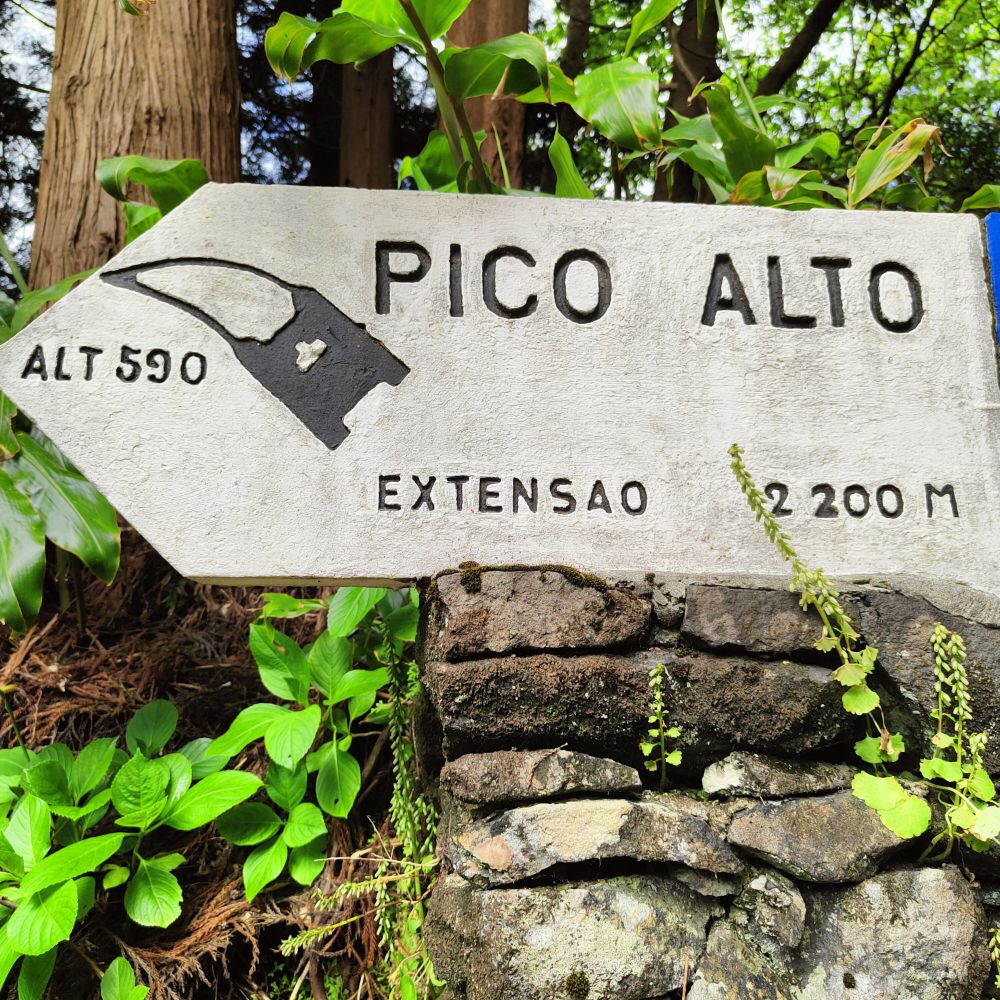 PICO ALTO
ALT 590
EXTENSAO 2 200 M